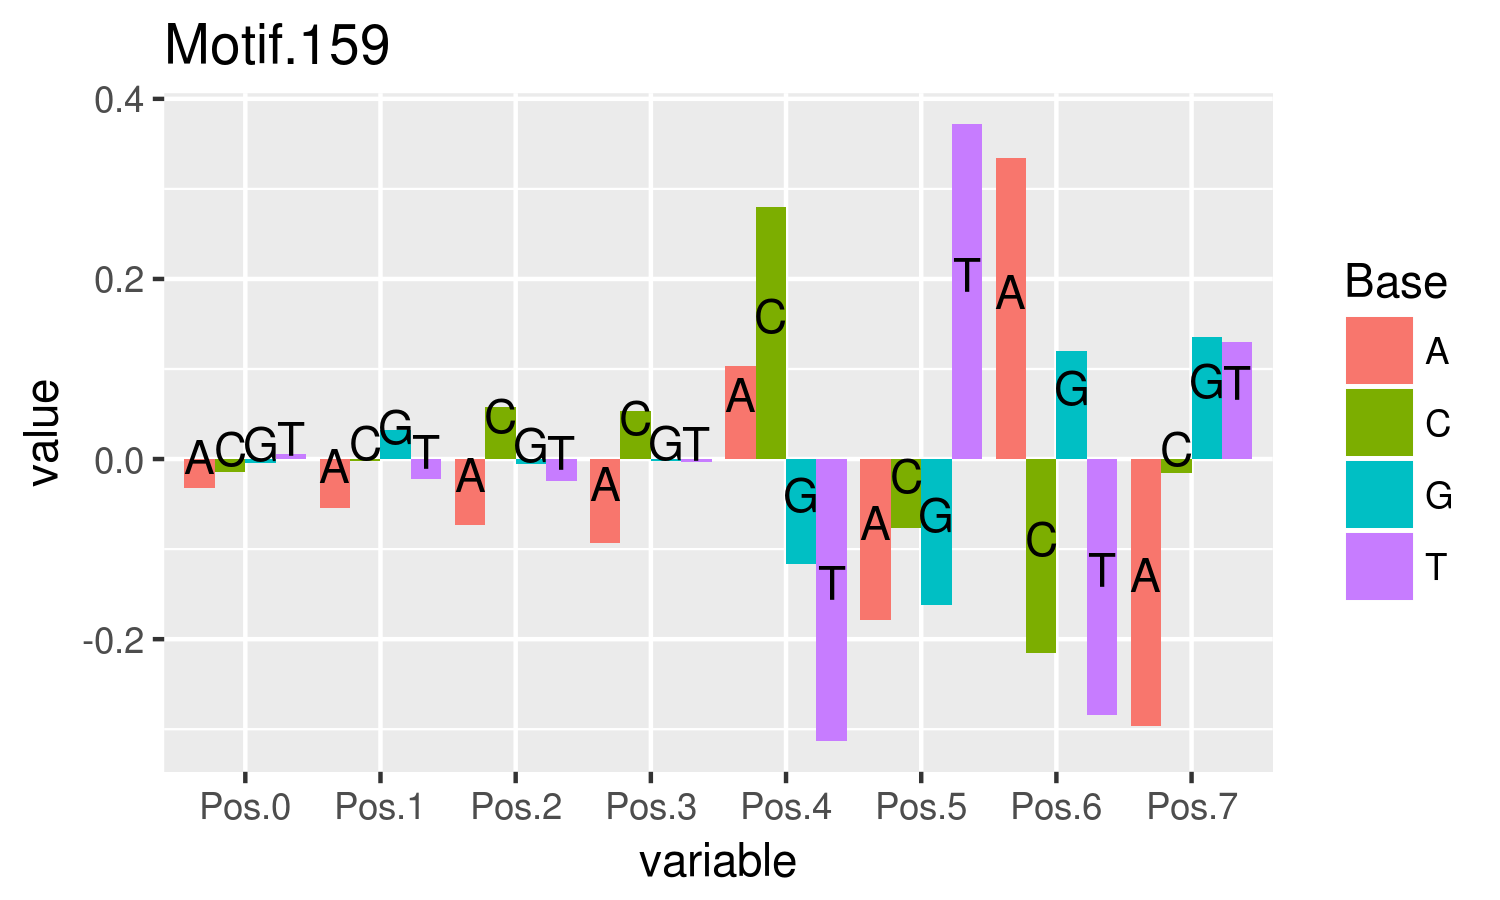 Motif.159
0.4
0.2
0.0
-0.2
value
A C G T A C G T A C G T A C G T A C G T A C G T A C G T A C G T
Pos.0 Pos.1 Pos.2 Pos.3 Pos.4 Pos.5 Pos.6 Pos.7
variable
Base
A
C
G
T